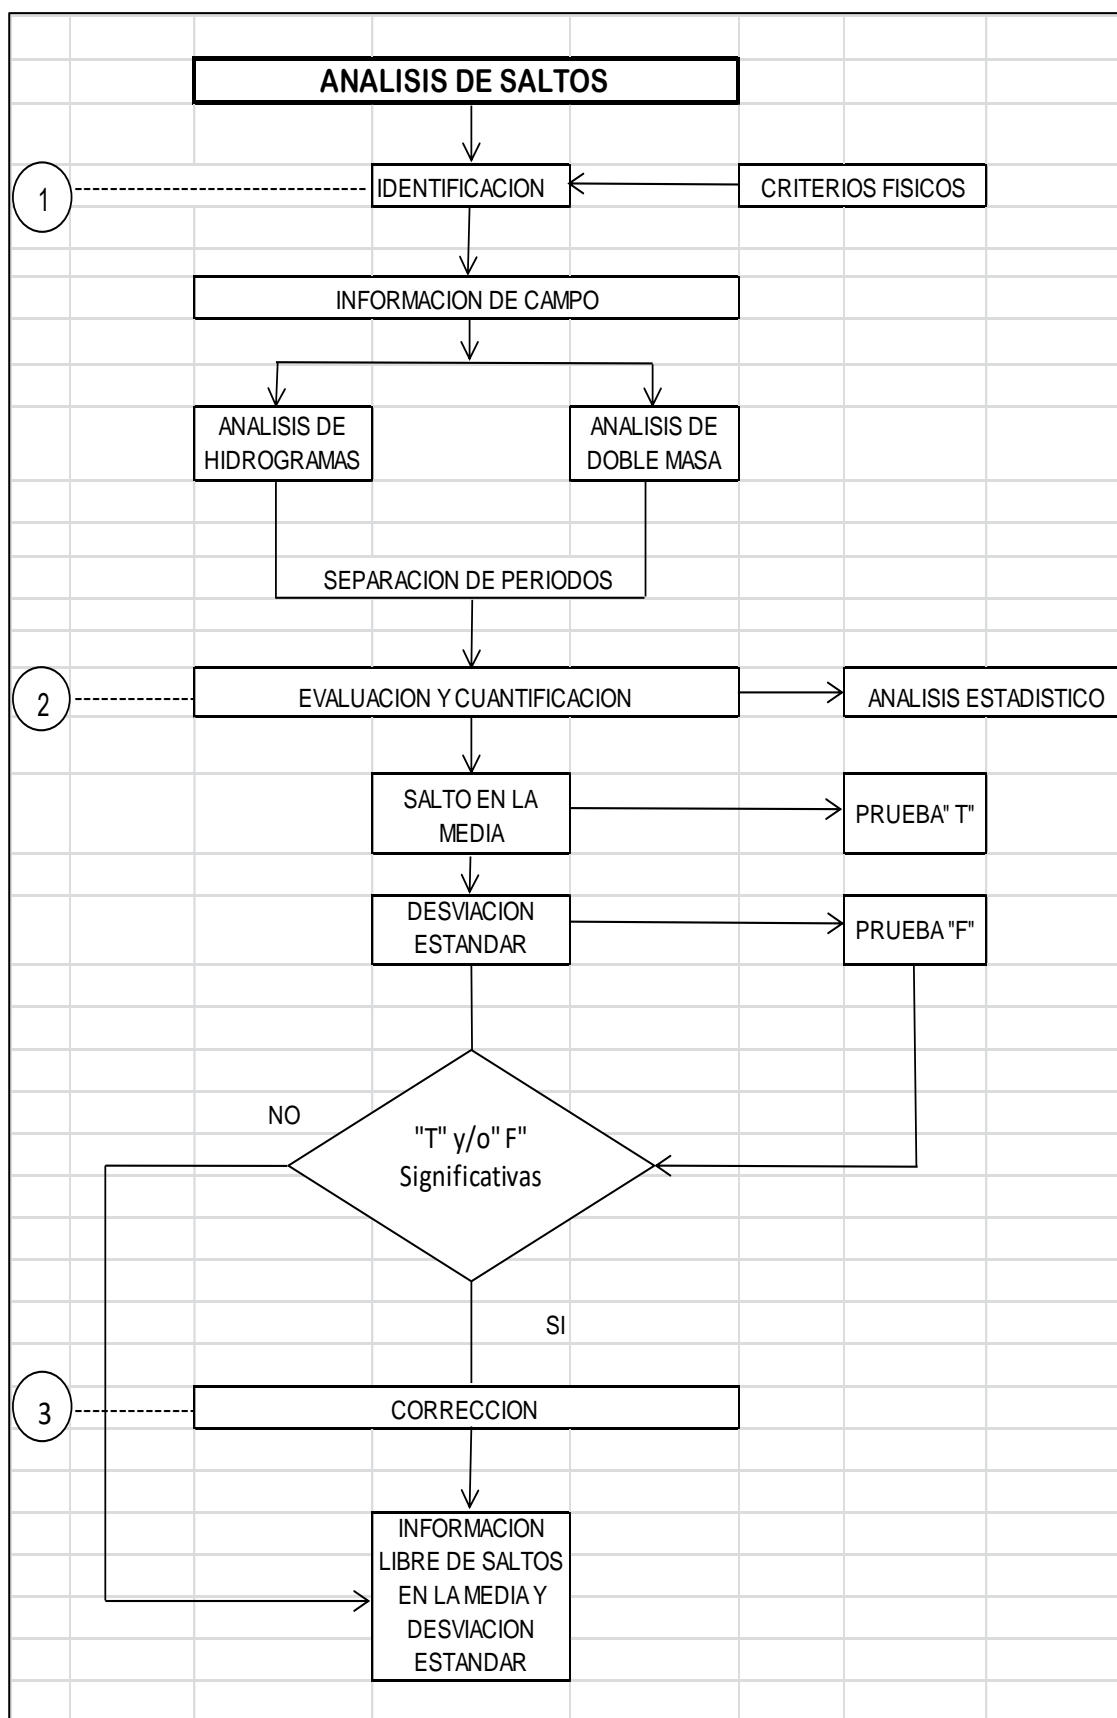 ANALISIS DE SALTOS
1
IDENTIFICACION
CRITERIOS FISICOS
INFORMACION DE CAMPO
ANALISIS DE
HIDROGRAMAS
ANALISIS DE
DOBLE MASA
SEPARACION DE PERIODOS
2
EVALUACION Y CUANTIFICACION
ANALISIS ESTADISTICO
SALTO EN LA
MEDIA
PRUEBA" T"
DESVIACION
ESTANDAR
PRUEBA "F"
NO
"T" y/o" F"
Significativas
SI
3
CORRECCION
INFORMACION
LIBRE DE SALTOS
EN LA MEDIA Y
DESVIACION
ESTANDAR